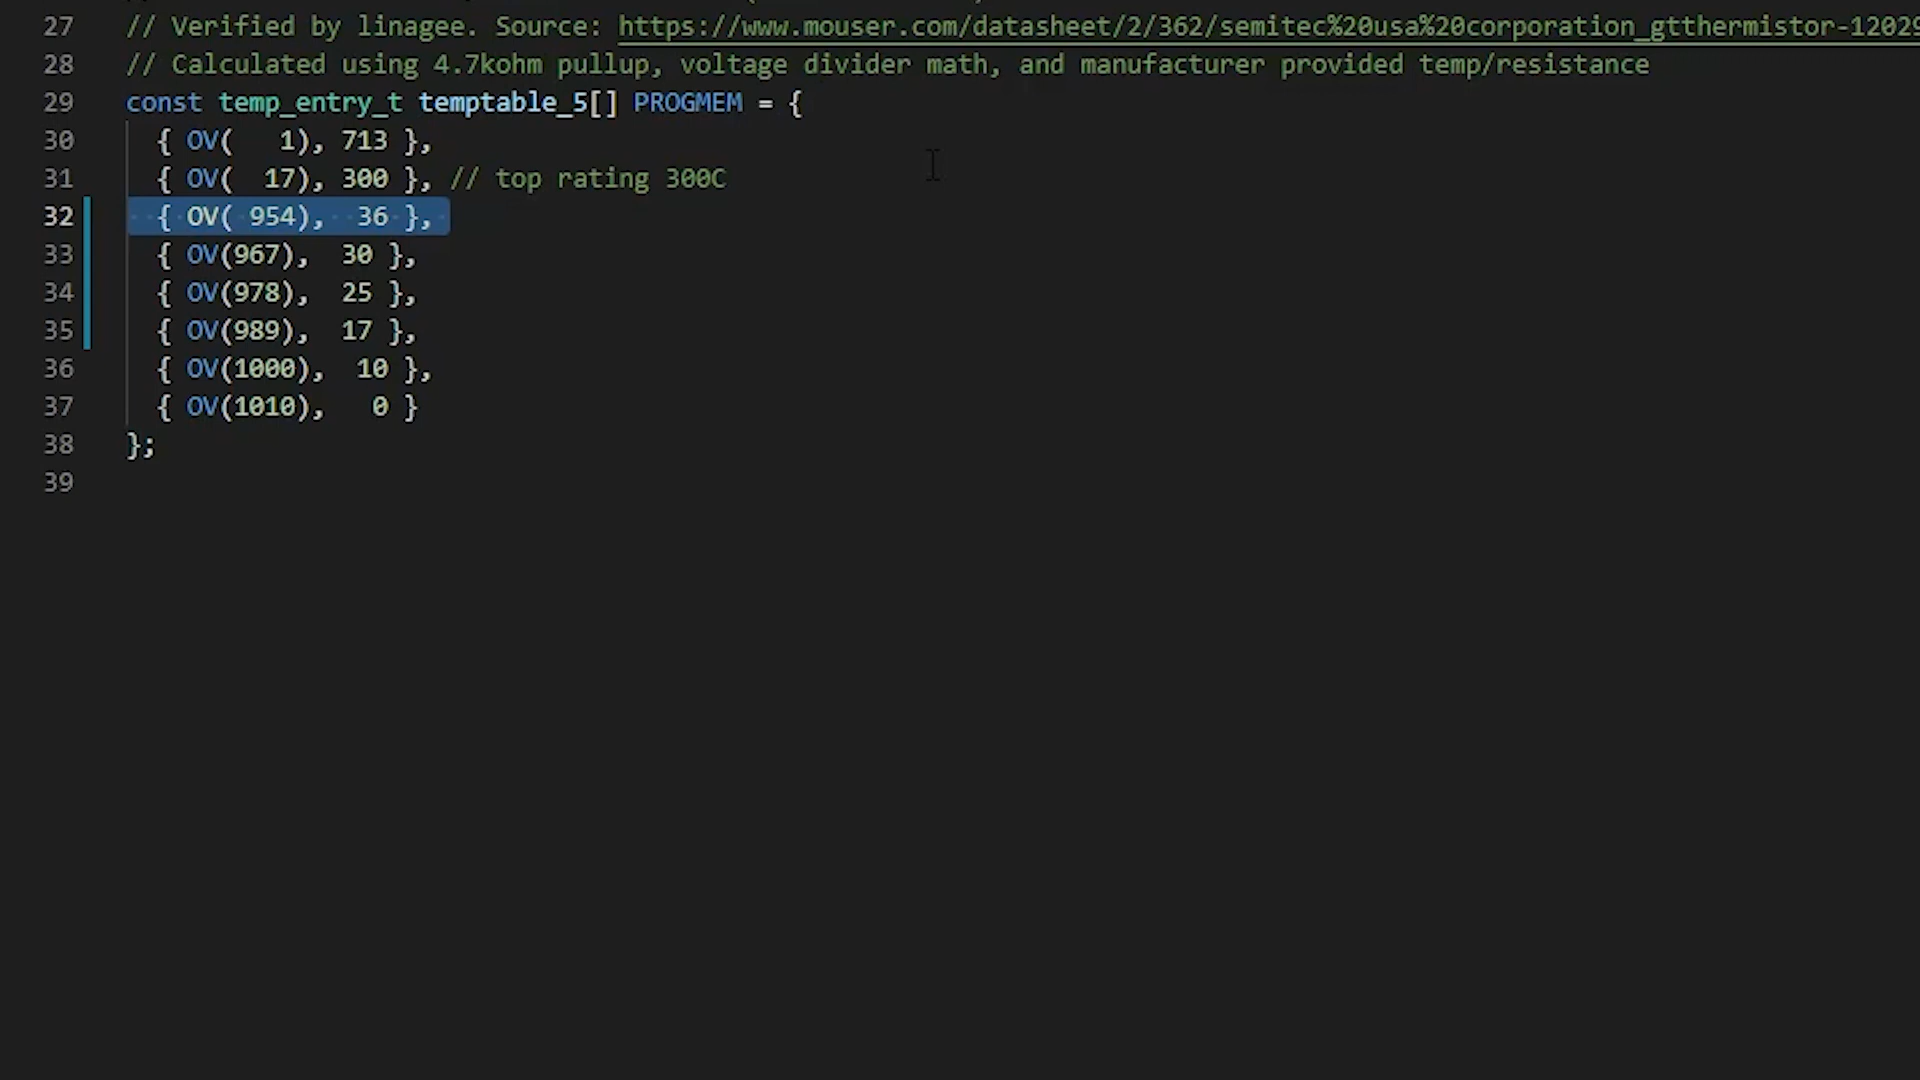 27 // Verified by linagee. Source: https://www.mouser.com/datasheet/2/362/semitec%20usa%20corporation_gtthermistor-12029
28 // Calculated using 4.7kohm pullup, voltage divider math, and manufacturer provided temp/resistance
29 const temp_entry_t temptable_5[] PROGMEM = {
30 { OV(   1), 713 },
31 { OV(  17), 300 }, // top rating 300C
32 { OV( 954),  36 },
33 { OV(967),  30 },
34 { OV(978),  25 },
35 { OV(989),  17 },
36 { OV(1000),  10 },
37 { OV(1010),   0 }
38 };
39